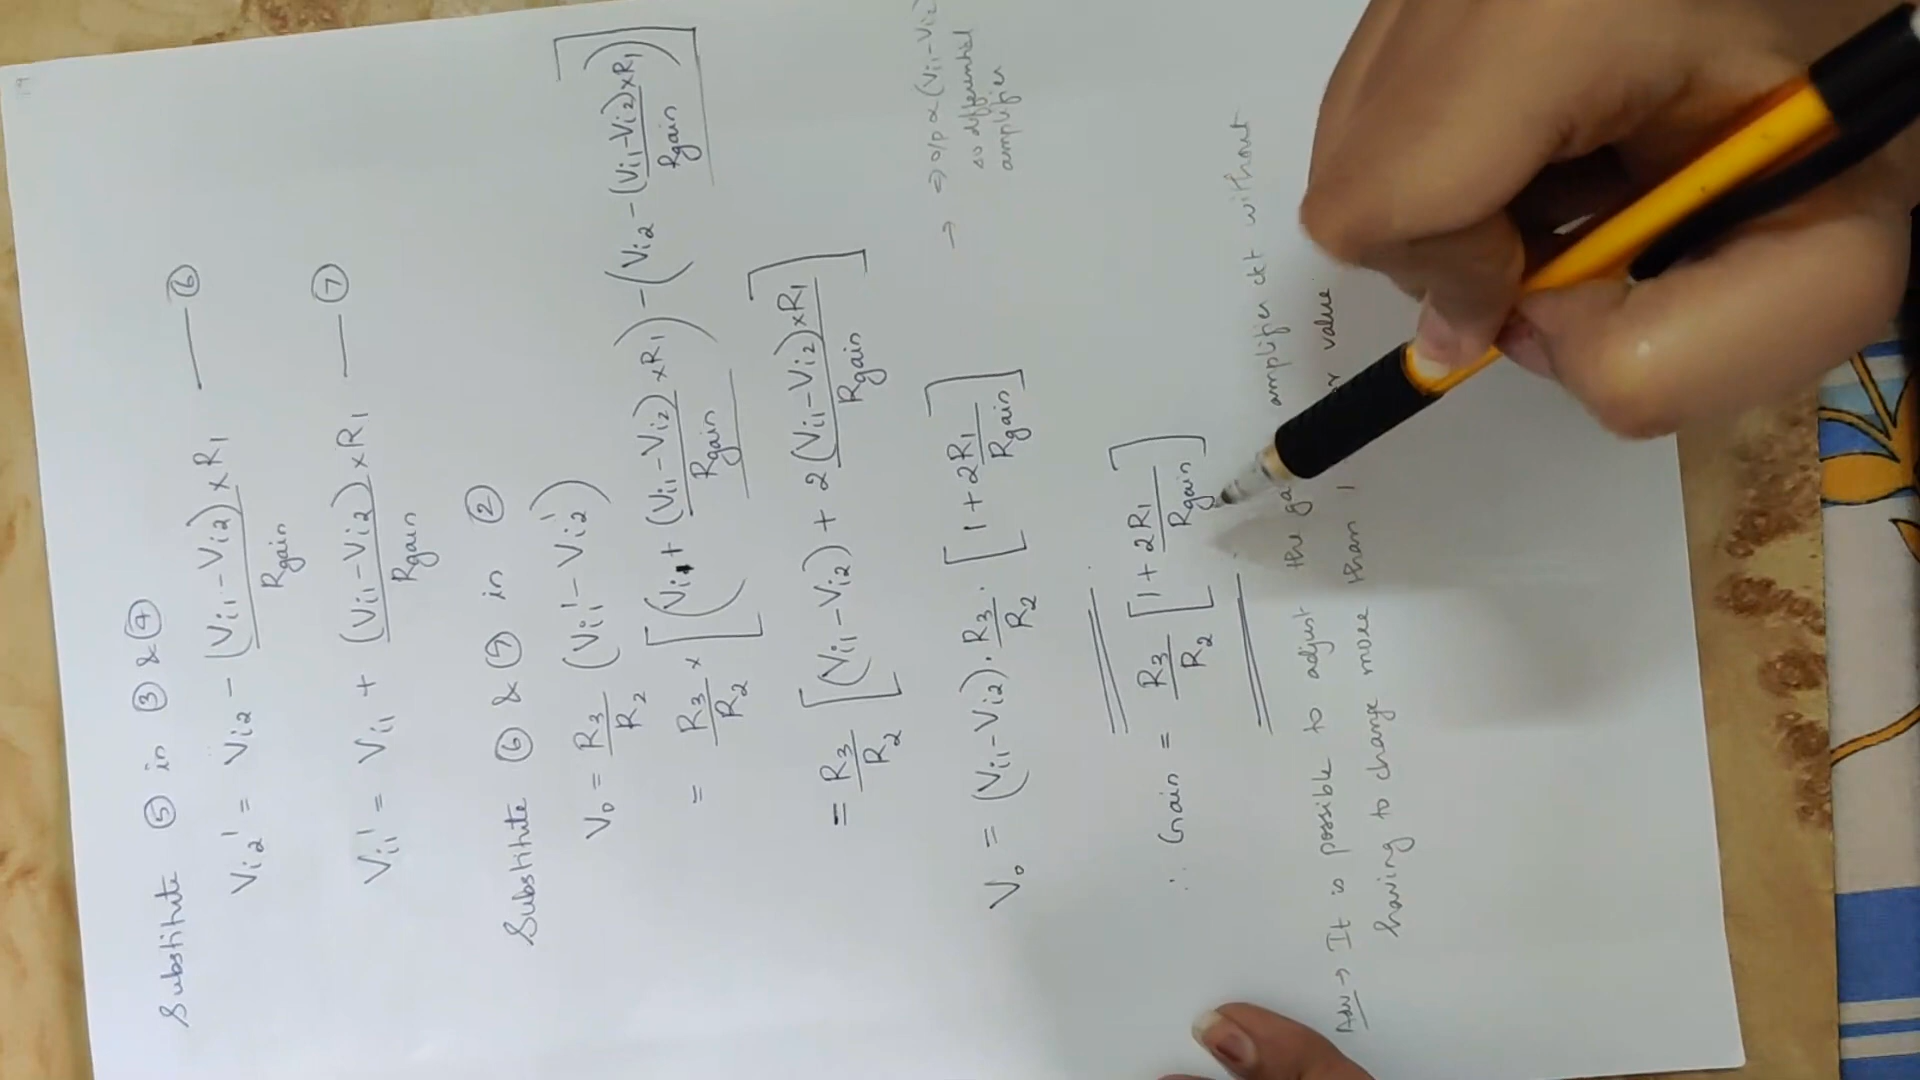 Substitute ⑤ in ③ & ④
Vi2' = Vi2 - (Vi1 - Vi2) × R1 / Rgain —— ⑥
Vi1' = Vi1 + (Vi1 - Vi2) × R1 / Rgain —— ⑦
Substitute ⑥ & ⑦ in ②
V0 = R3/R2 (Vi1' - Vi2')
= R3/R2 × [(Vi1 + (Vi1 - Vi2) × R1 / Rgain) - (Vi2 - (Vi1 - Vi2) × R1 / Rgain)]
= R3/R2 [(Vi1 - Vi2) + 2(Vi1 - Vi2) × R1 / Rgain]
V0 = (Vi1 - Vi2) . R3/R2 . [1 + 2R1/Rgain] → ⇒ o/p ∝ (Vi1 - Vi2
so differential
amplifier
∴ Gain = R3/R2 [1 + 2R1/Rgain]
Adv → It is possible to adjust the amplifier ckt without
having to change more than 1 value.